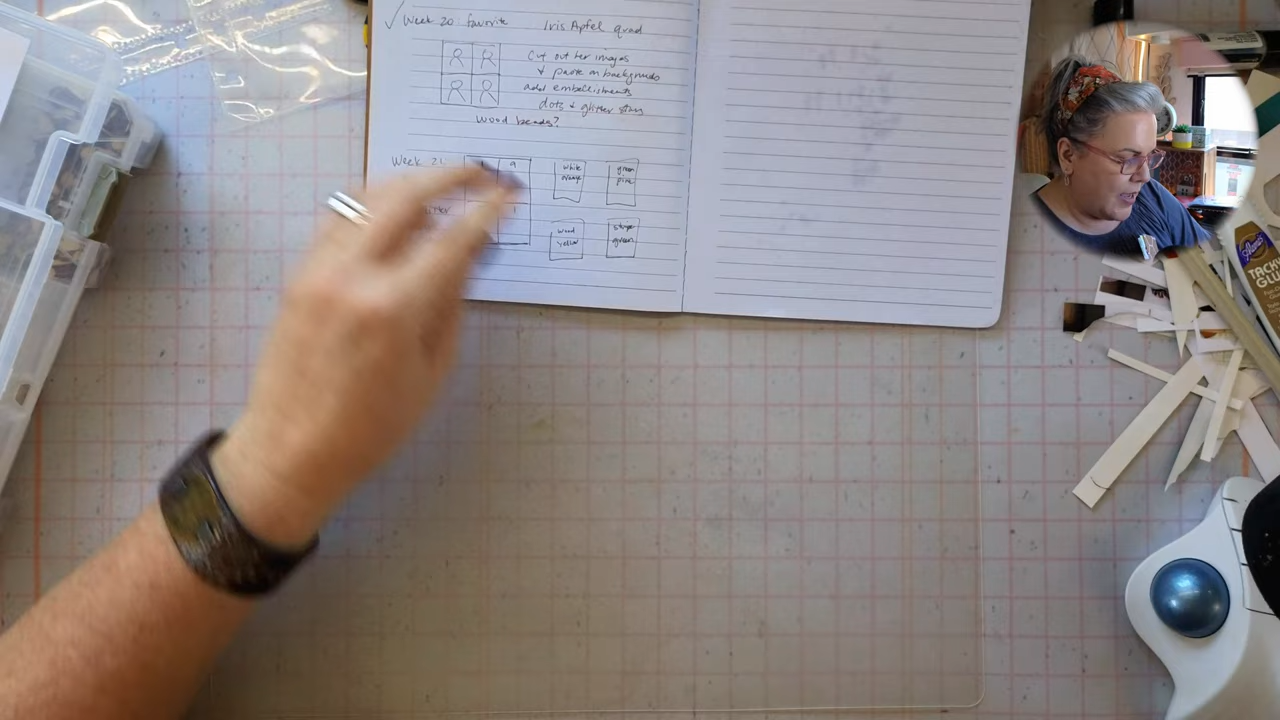 Week 20: favorite Iris Apfel quad
Cut out her images
& paste on backgrounds
add embellishments
dots & glitter stars
wood beads?
Week 21:
9
white
orange
green
pink
wood
yellow
stripe
green
TACKY
GLUE